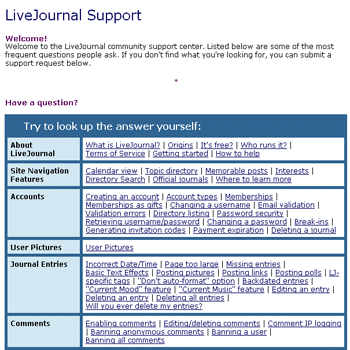 LiveJournal Support
Welcome!
Welcome to the LiveJournal community support center. Listed below are some of the most
frequent questions people ask. If you don't find what you're looking for, you can submit a
support request below.
*
Have a question?
Try to look up the answer yourself:
About LiveJournal
What is LiveJournal? | Origins | It's free? | Who runs it? |
Terms of Service | Getting started | How to help
Site Navigation Features
Calendar view | Topic directory | Memorable posts | Interests |
Directory Search | Official journals | Where to learn more
Accounts
Creating an account | Account types | Memberships |
Memberships as gifts | Changing a username | Email validation |
Validation errors | Directory listing | Password security |
Retrieving username/password | Changing a password | Break-ins |
Generating invitation codes | Payment expiration | Deleting a journal
User Pictures
User Pictures
Journal Entries
Incorrect Date/Time | Page too large | Missing entries |
Basic Text Effects | Posting pictures | Posting links | Posting polls | LJ-
specific tags | "Don't auto-format" option | Backdated entries |
"Current Mood" feature | "Current Music" feature | Editing an entry |
Deleting an entry | Deleting all entries |
Will you ever delete my entries?
Comments
Enabling comments | Editing/deleting comments | Comment IP logging
| Banning anonymous comments | Banning a user |
Banning all comments